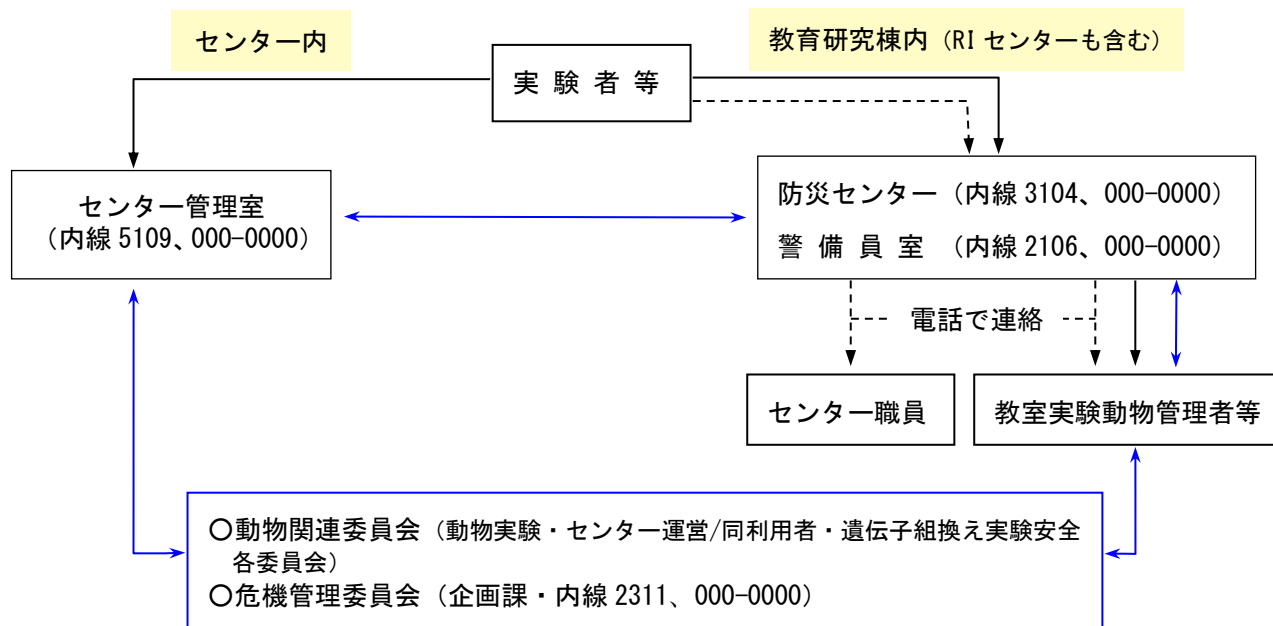 センター内
教育研究棟内（RI センターも含む）
実 験 者 等
センター管理室
（内線 5109、000-0000）
防災センター（内線 3104、000-0000）
警 備 員 室 （内線 2106、000-0000）
電話で連絡
センター職員
教室実験動物管理者等
○動物関連委員会（動物実験・センター運営/同利用者・遺伝子組換え実験安全
各委員会）
○危機管理委員会（企画課・内線 2311、000-0000）